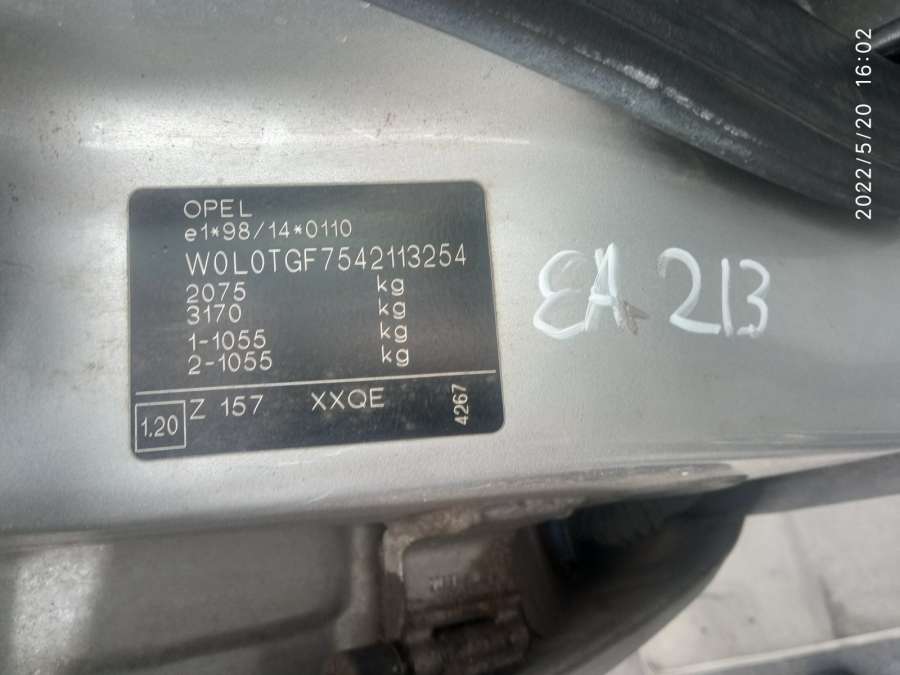 OPEL
e1*98/14*0110
W0L0TGF7542113254
2075 kg
3170 kg
1-1055 kg
2-1055 kg
1.20 Z 157 XXQE 4267
EA 213
2022/5/20 16:02